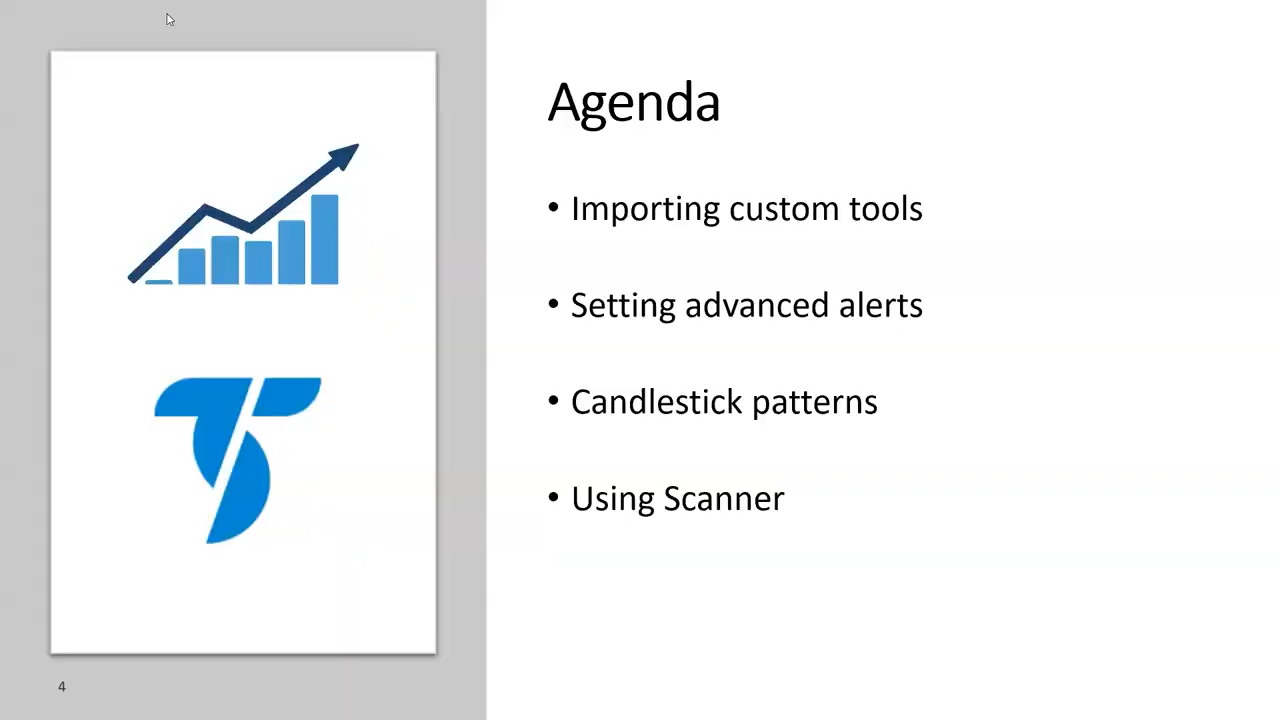 Agenda
• Importing custom tools
• Setting advanced alerts
• Candlestick patterns
• Using Scanner
4